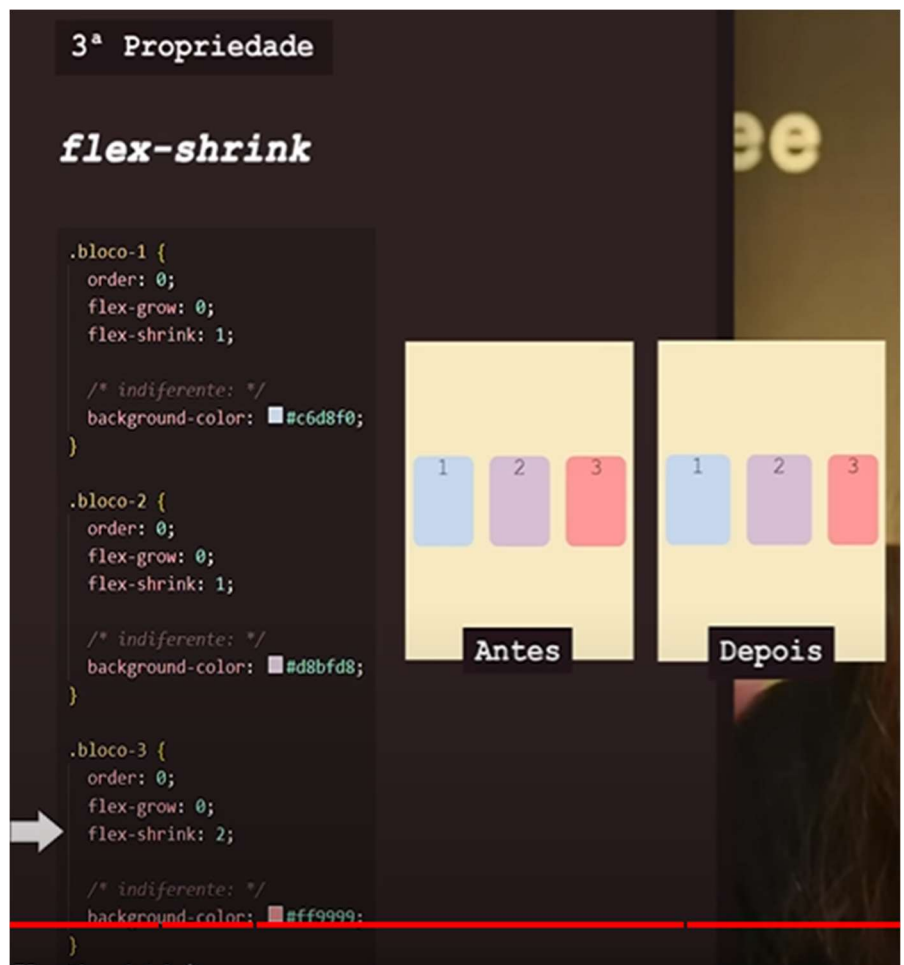 3ª Propriedade
flex-shrink
ee
.bloco-1 {
order: 0;
flex-grow: 0;
flex-shrink: 1;
/* indiferente: */
background-color: #c6d8f0;
}
.bloco-2 {
order: 0;
flex-grow: 0;
flex-shrink: 1;
/* indiferente: */
background-color: #d8bfd8;
}
.bloco-3 {
order: 0;
flex-grow: 0;
flex-shrink: 2;
/* indiferente: */
background-color: #ff9999;
}
1 2 3
Antes
1 2 3
Depois